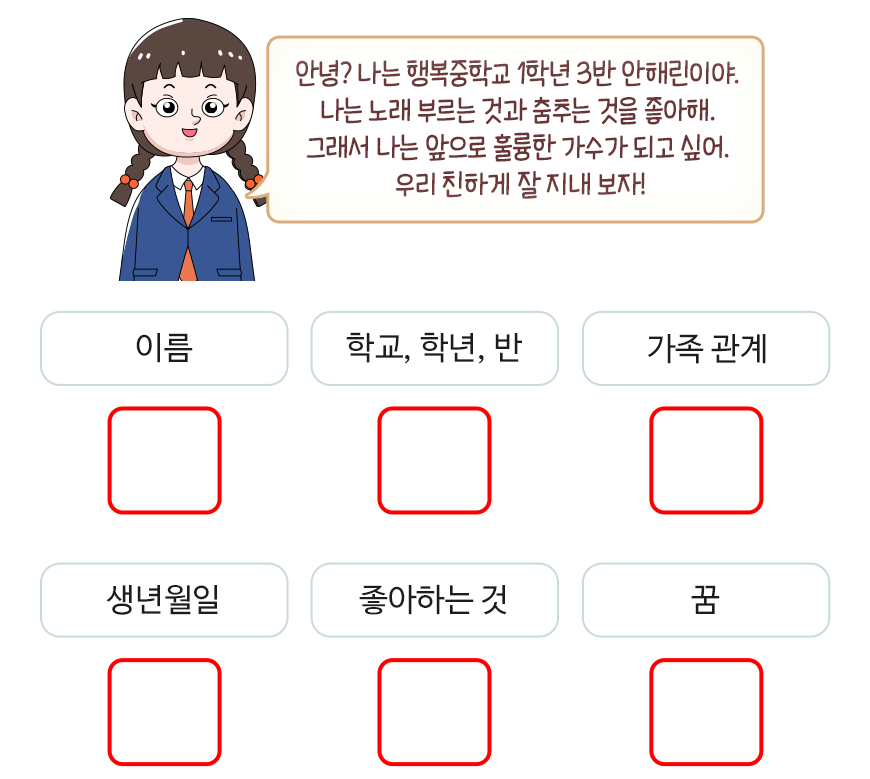 안녕? 나는 행복중학교 1학년 3반 안해린이야.
나는 노래 부르는 것과 춤추는 것을 좋아해.
그래서 나는 앞으로 훌륭한 가수가 되고 싶어.
우리 친하게 잘 지내 보자!
이름
학교, 학년, 반
가족 관계
생년월일
좋아하는 것
꿈